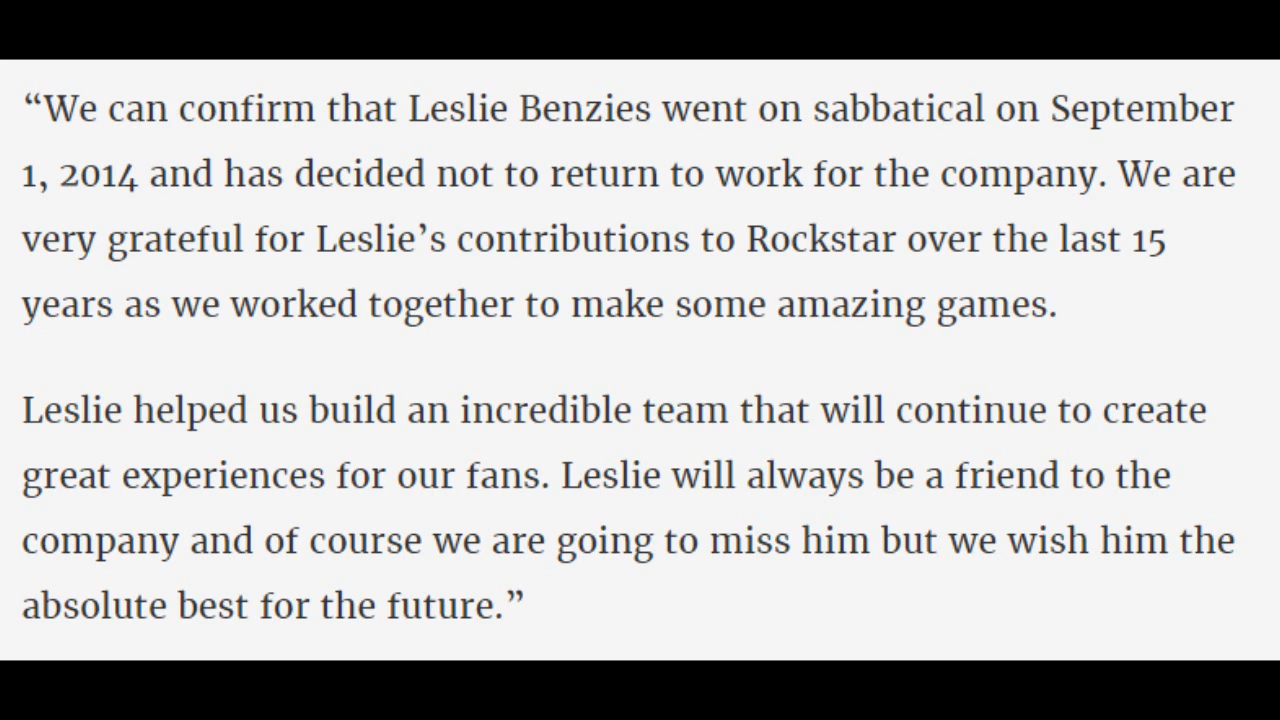 “We can confirm that Leslie Benzies went on sabbatical on September
1, 2014 and has decided not to return to work for the company. We are
very grateful for Leslie’s contributions to Rockstar over the last 15
years as we worked together to make some amazing games.
Leslie helped us build an incredible team that will continue to create
great experiences for our fans. Leslie will always be a friend to the
company and of course we are going to miss him but we wish him the
absolute best for the future.”